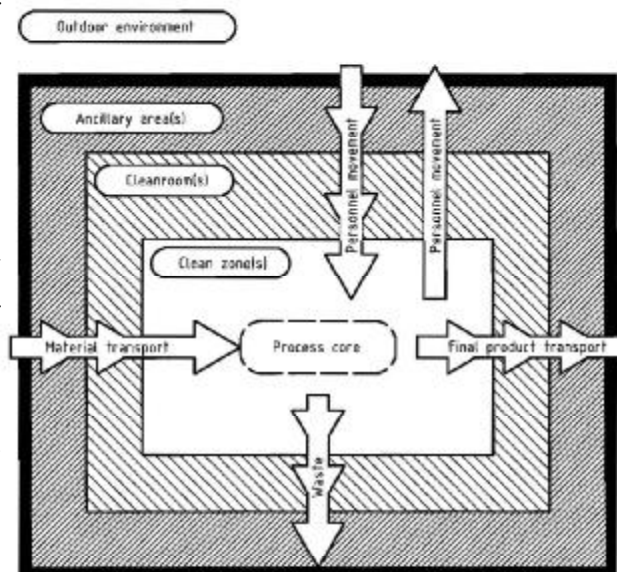 Outdoor environment
Ancillary area(s)
Cleanroom(s)
Clean zone(s)
Personnel movement
Personnel movement
Material transport
Process core
Final product transport
Waste